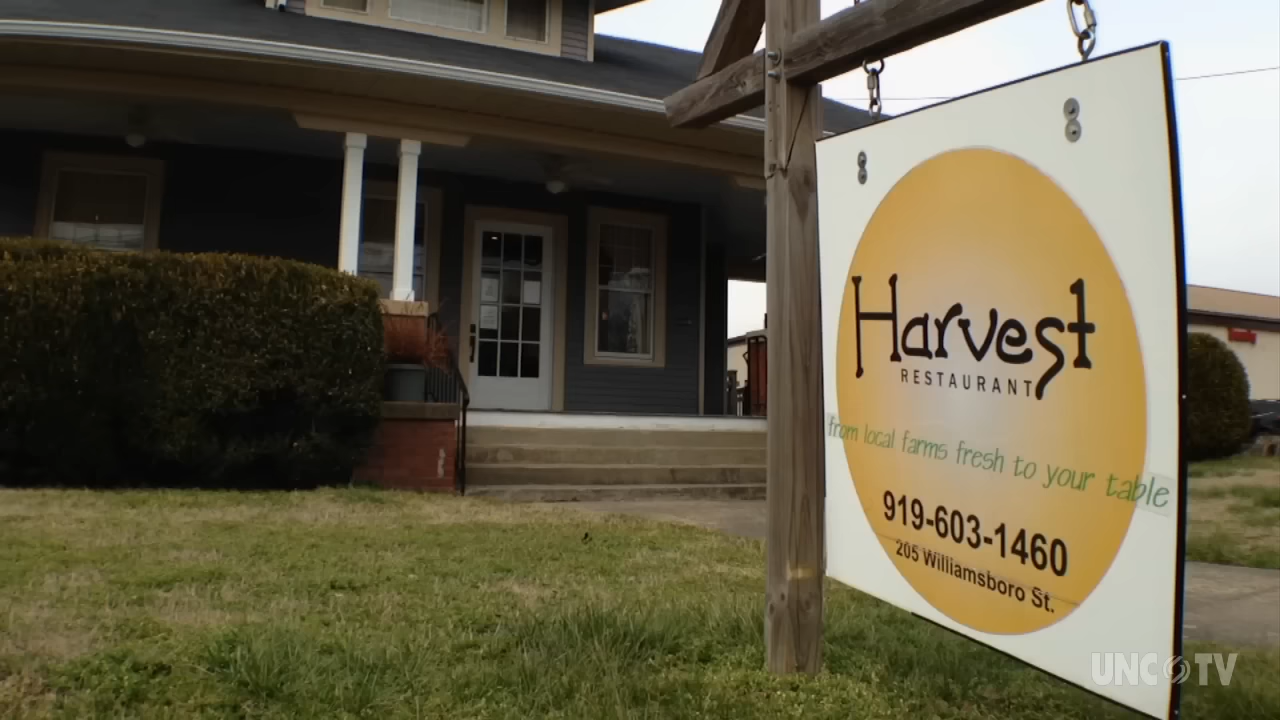 Harvest
RESTAURANT
from local farms fresh to your table
919-603-1460
205 Williamsboro St.
UNC TV